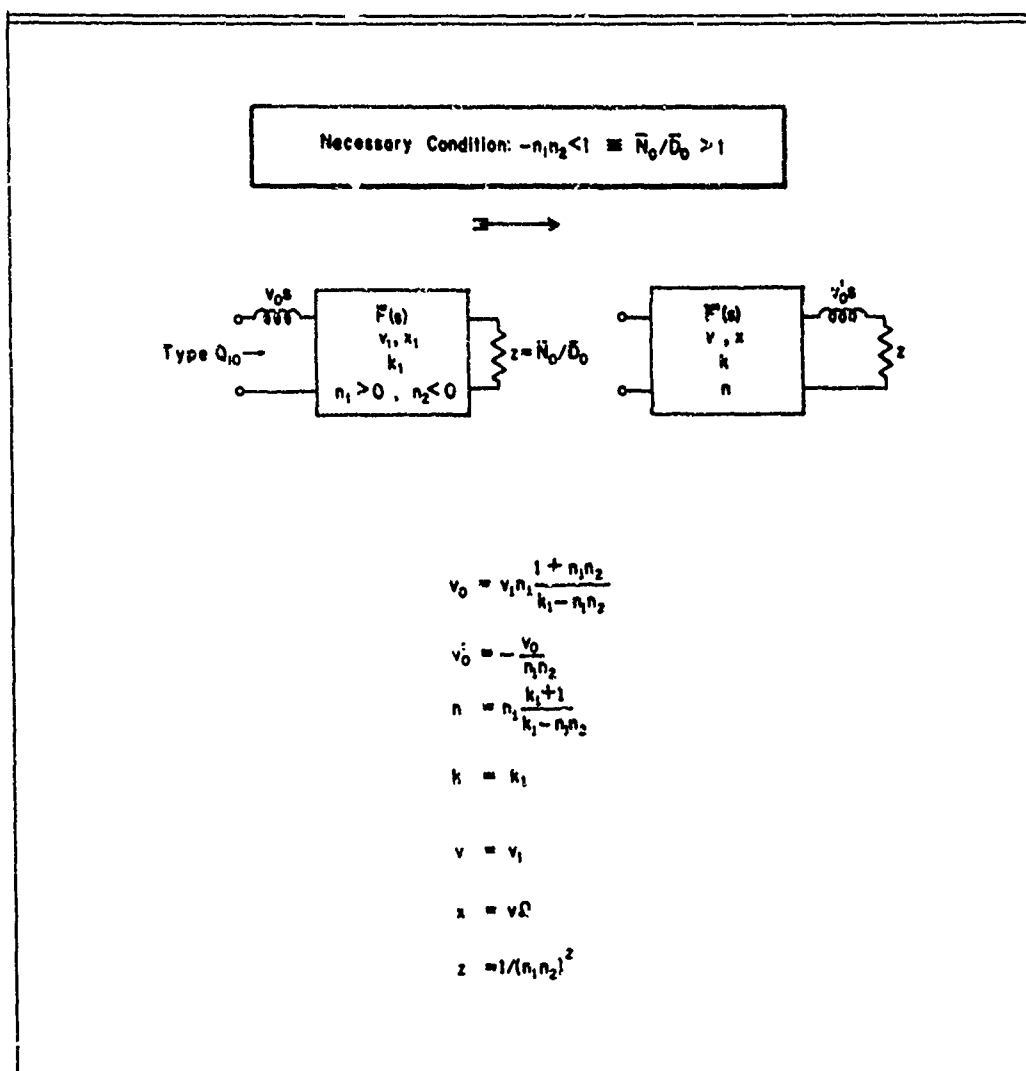 Necessary Condition: -n₁n₂<1 ≡ N̄₀/D̄₀ >1
v₀s
Type Q₁₀→
F̄(s)
v₁, x₁
k₁
n₁>0 , n₂<0
z=N̄₀/D̄₀
F̄(s)
v, x
k
n
v₀'s
z
v₀ = v₁n₁ (1 + n₁n₂)/(k₁ - n₁n₂)
v₀' = - v₀/(n₁n₂)
n = n₁ (k₁+1)/(k₁ - n₁n₂)
k = k₁
v = v₁
x = vΩ
z = 1/(n₁n₂)²